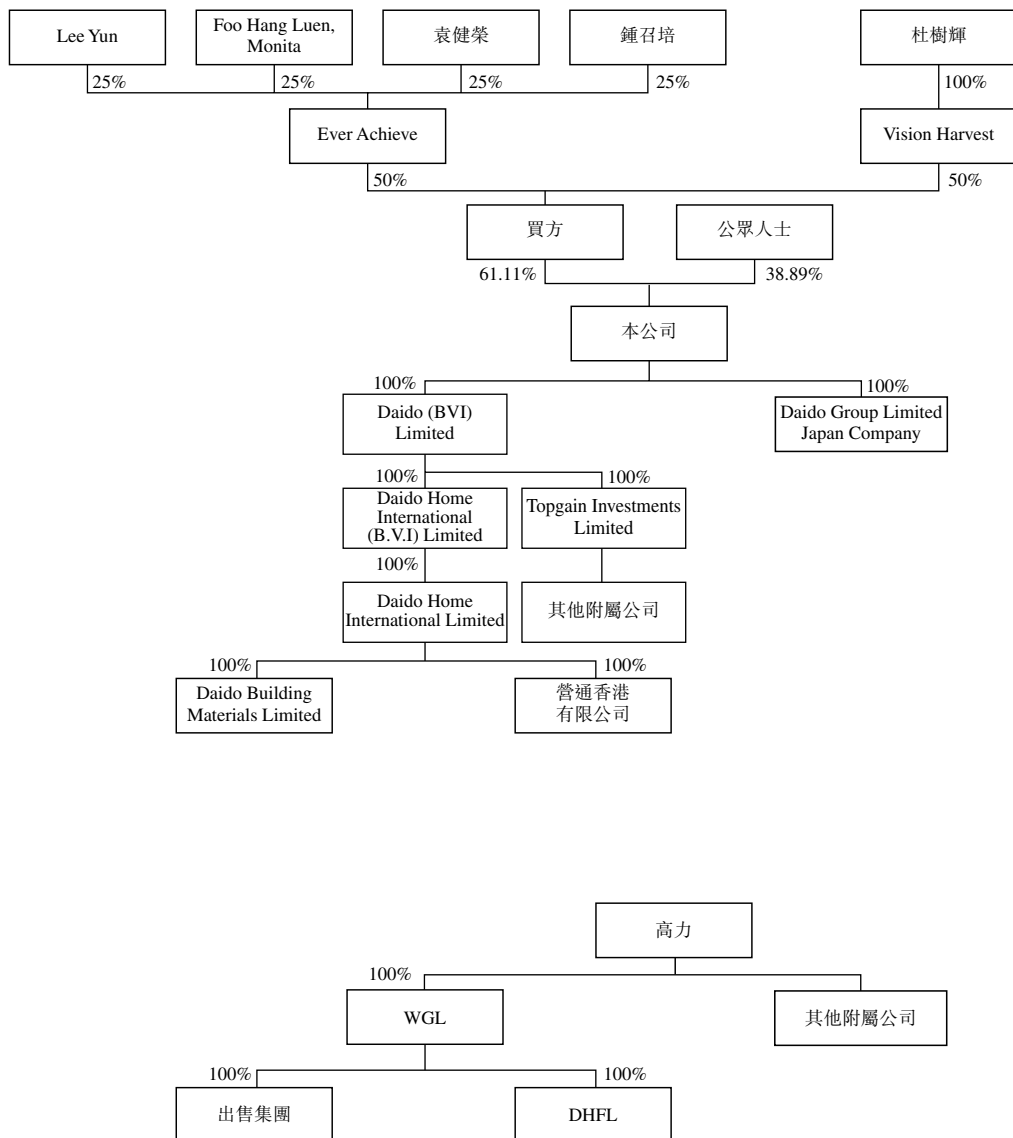 Lee Yun
Foo Hang Luen,
Monita
袁健榮
鍾召培
杜樹輝
25%
25%
25%
25%
100%
Ever Achieve
Vision Harvest
50%
50%
買方
公眾人士
61.11%
38.89%
本公司
100%
100%
Daido (BVI)
Limited
Daido Group Limited
Japan Company
100%
100%
Daido Home
International
(B.V.I) Limited
Topgain Investments
Limited
100%
Daido Home
International Limited
其他附屬公司
100%
100%
Daido Building
Materials Limited
營通香港
有限公司
高力
100%
WGL
其他附屬公司
100%
100%
出售集團
DHFL